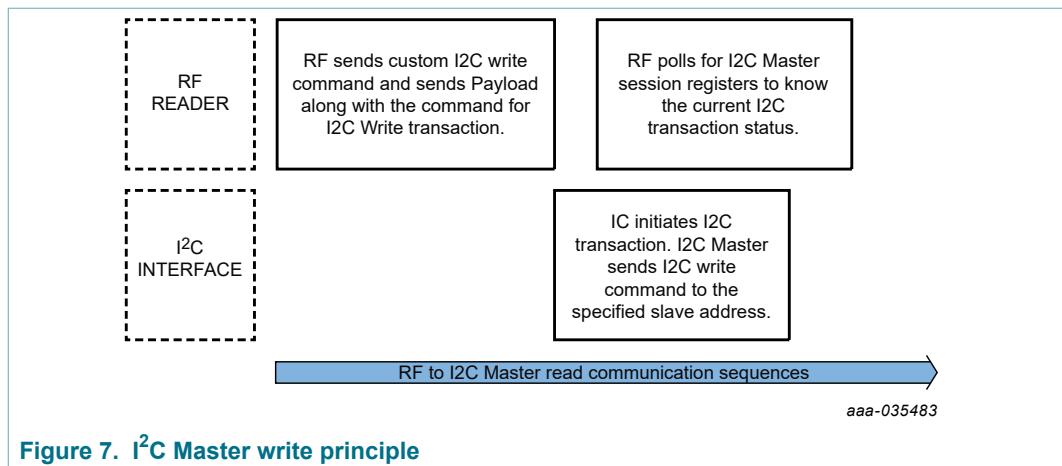 RF
READER
RF sends custom I2C write
command and sends Payload
along with the command for
I2C Write transaction.
RF polls for I2C Master
session registers to know
the current I2C
transaction status.
I2C
INTERFACE
IC initiates I2C
transaction. I2C Master
sends I2C write
command to the
specified slave address.
RF to I2C Master read communication sequences
aaa-035483
Figure 7. I2C Master write principle